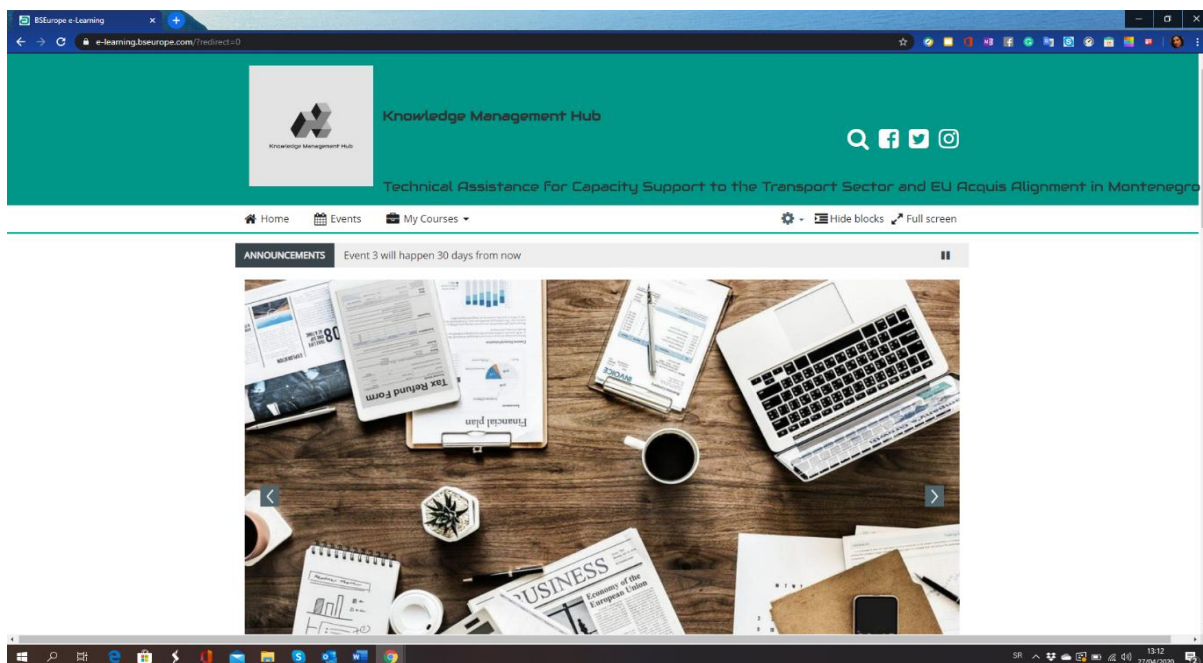 BSEurope e-Learning
e-learning.bseurope.com/?redirect=0
Knowledge Management Hub
Knowledge Management Hub
Technical Assistance for Capacity Support to the Transport Sector and EU Acquis Alignment in Montenegro
Home Events My Courses Hide blocks Full screen
ANNOUNCEMENTS Event 3 will happen 30 days from now
Tax Refund Form
Financial plan
INVOICE
BUSINESS
Economy of the
European Union
SR 13:12
27/04/2020